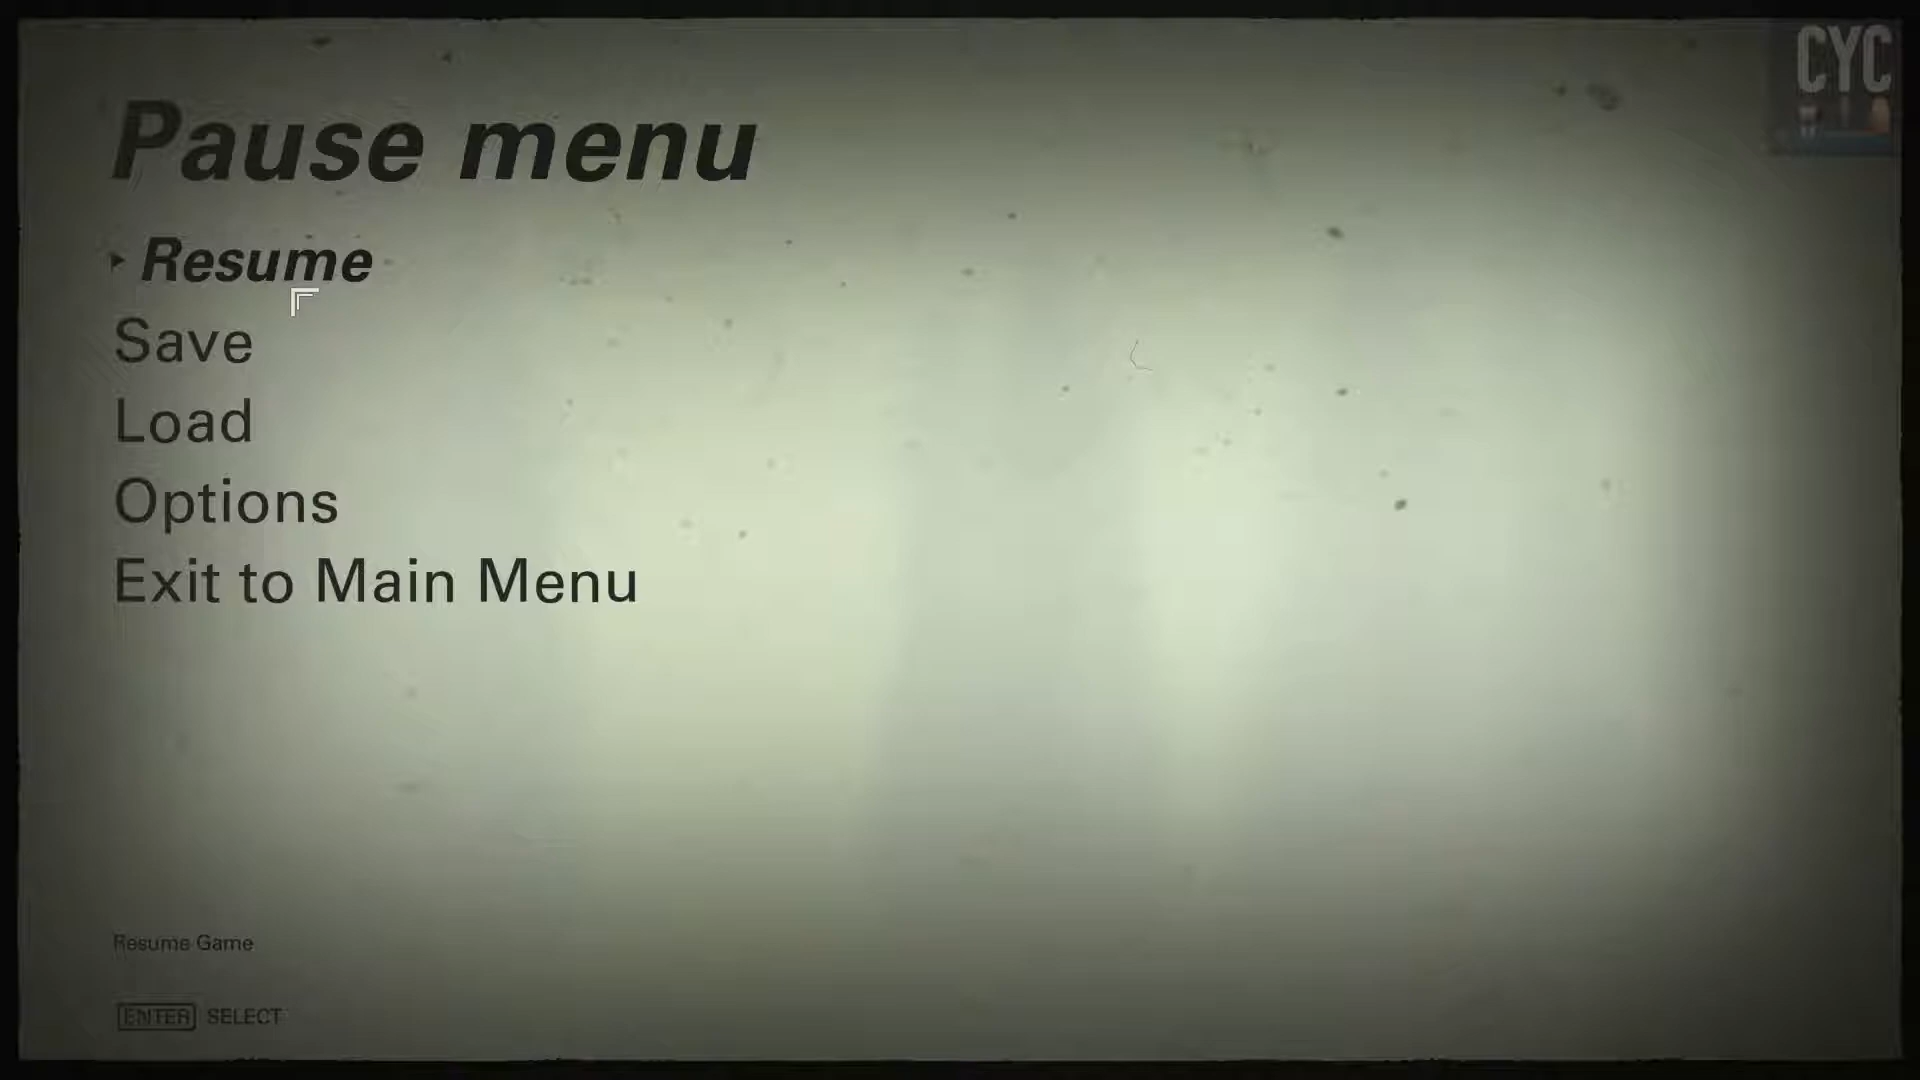 CYC
Pause menu
Resume
Save
Load
Options
Exit to Main Menu
Resume Game
ENTER SELECT